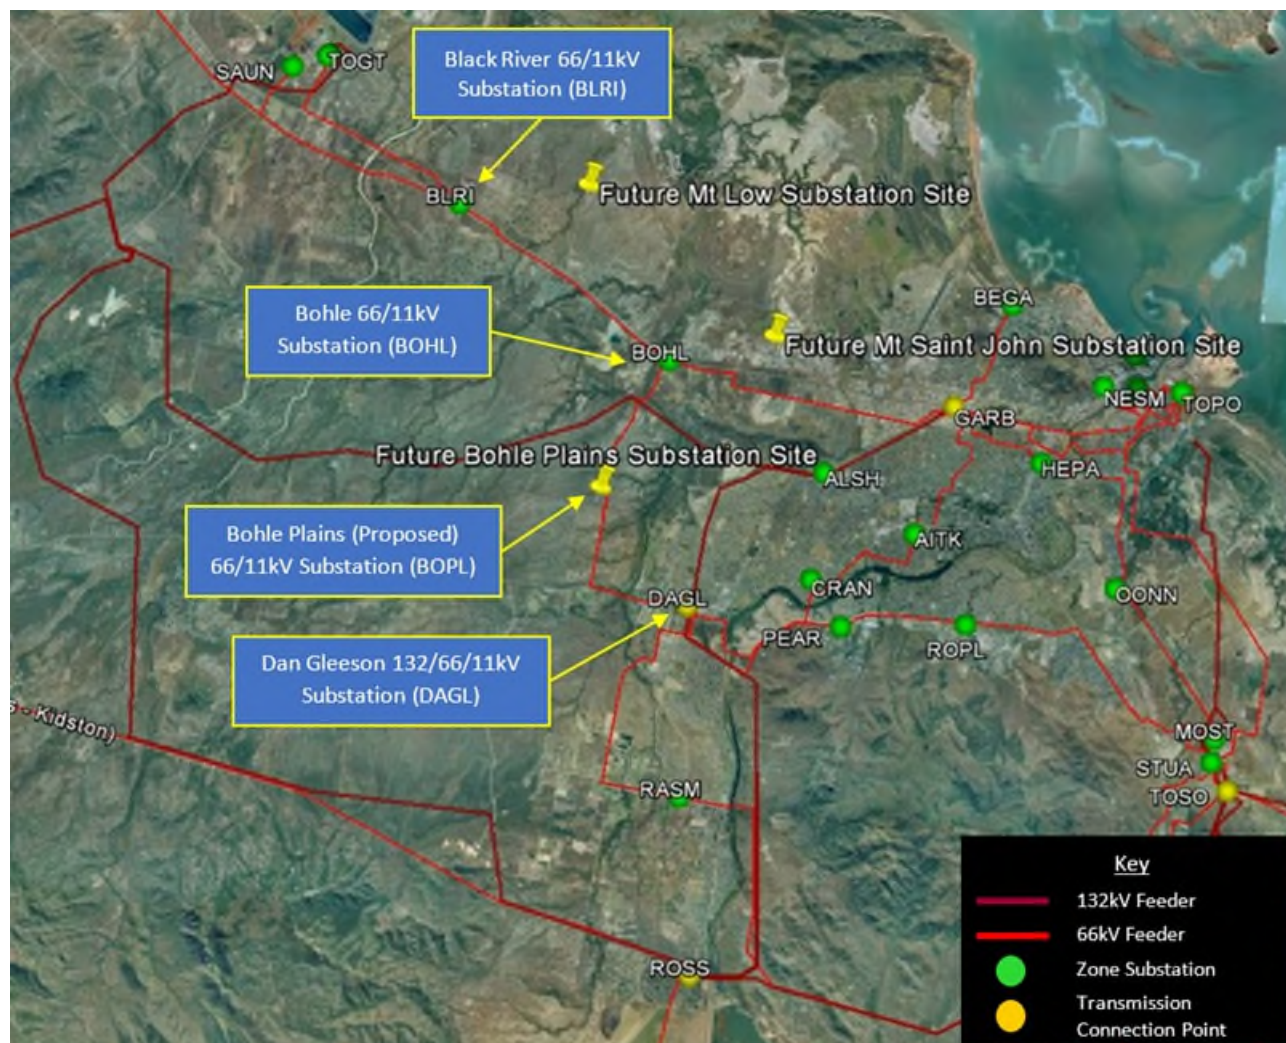 SAUN
TOGT
Black River 66/11kV
Substation (BLRI)
BLRI
Future Mt Low Substation Site
Bohle 66/11kV
Substation (BOHL)
BEGA
BOHL
Future Mt Saint John Substation Site
NESM
TOPO
GARB
Future Bohle Plains Substation Site
ALSH
HEPA
Bohle Plains (Proposed)
66/11kV Substation (BOPL)
AITK
CRAN
OONN
DAGL
PEAR
ROPL
Dan Gleeson 132/66/11kV
Substation (DAGL)
s - Kidston)
MOST
STUA
TOSO
RASM
ROSS
Key
132kV Feeder
66kV Feeder
Zone Substation
Transmission
Connection Point